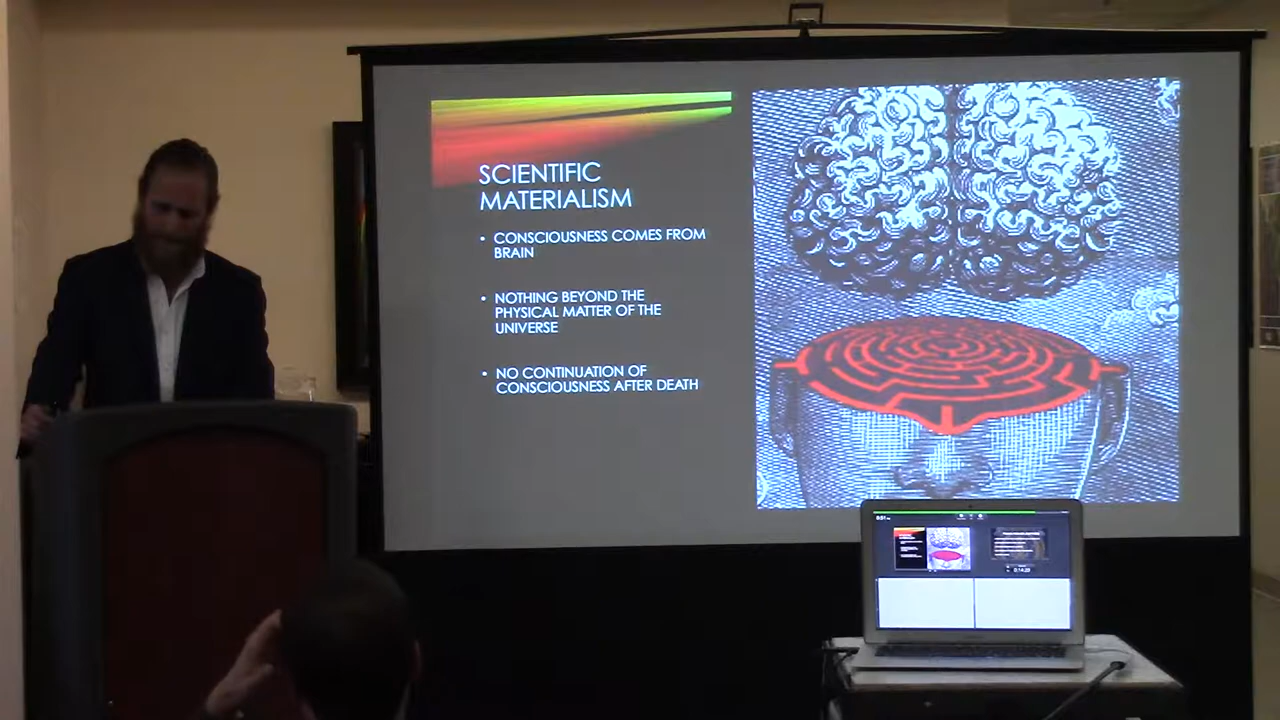 SCIENTIFIC
MATERIALISM
• CONSCIOUSNESS COMES FROM
BRAIN
• NOTHING BEYOND THE
PHYSICAL MATTER OF THE
UNIVERSE
• NO CONTINUATION OF
CONSCIOUSNESS AFTER DEATH